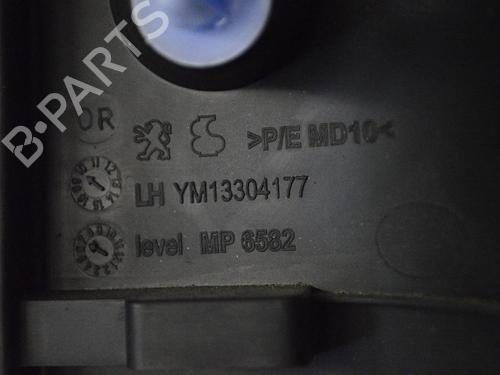 B-PARTS
OR
>P/E MD10<
LH YM13304177
level MP 6582